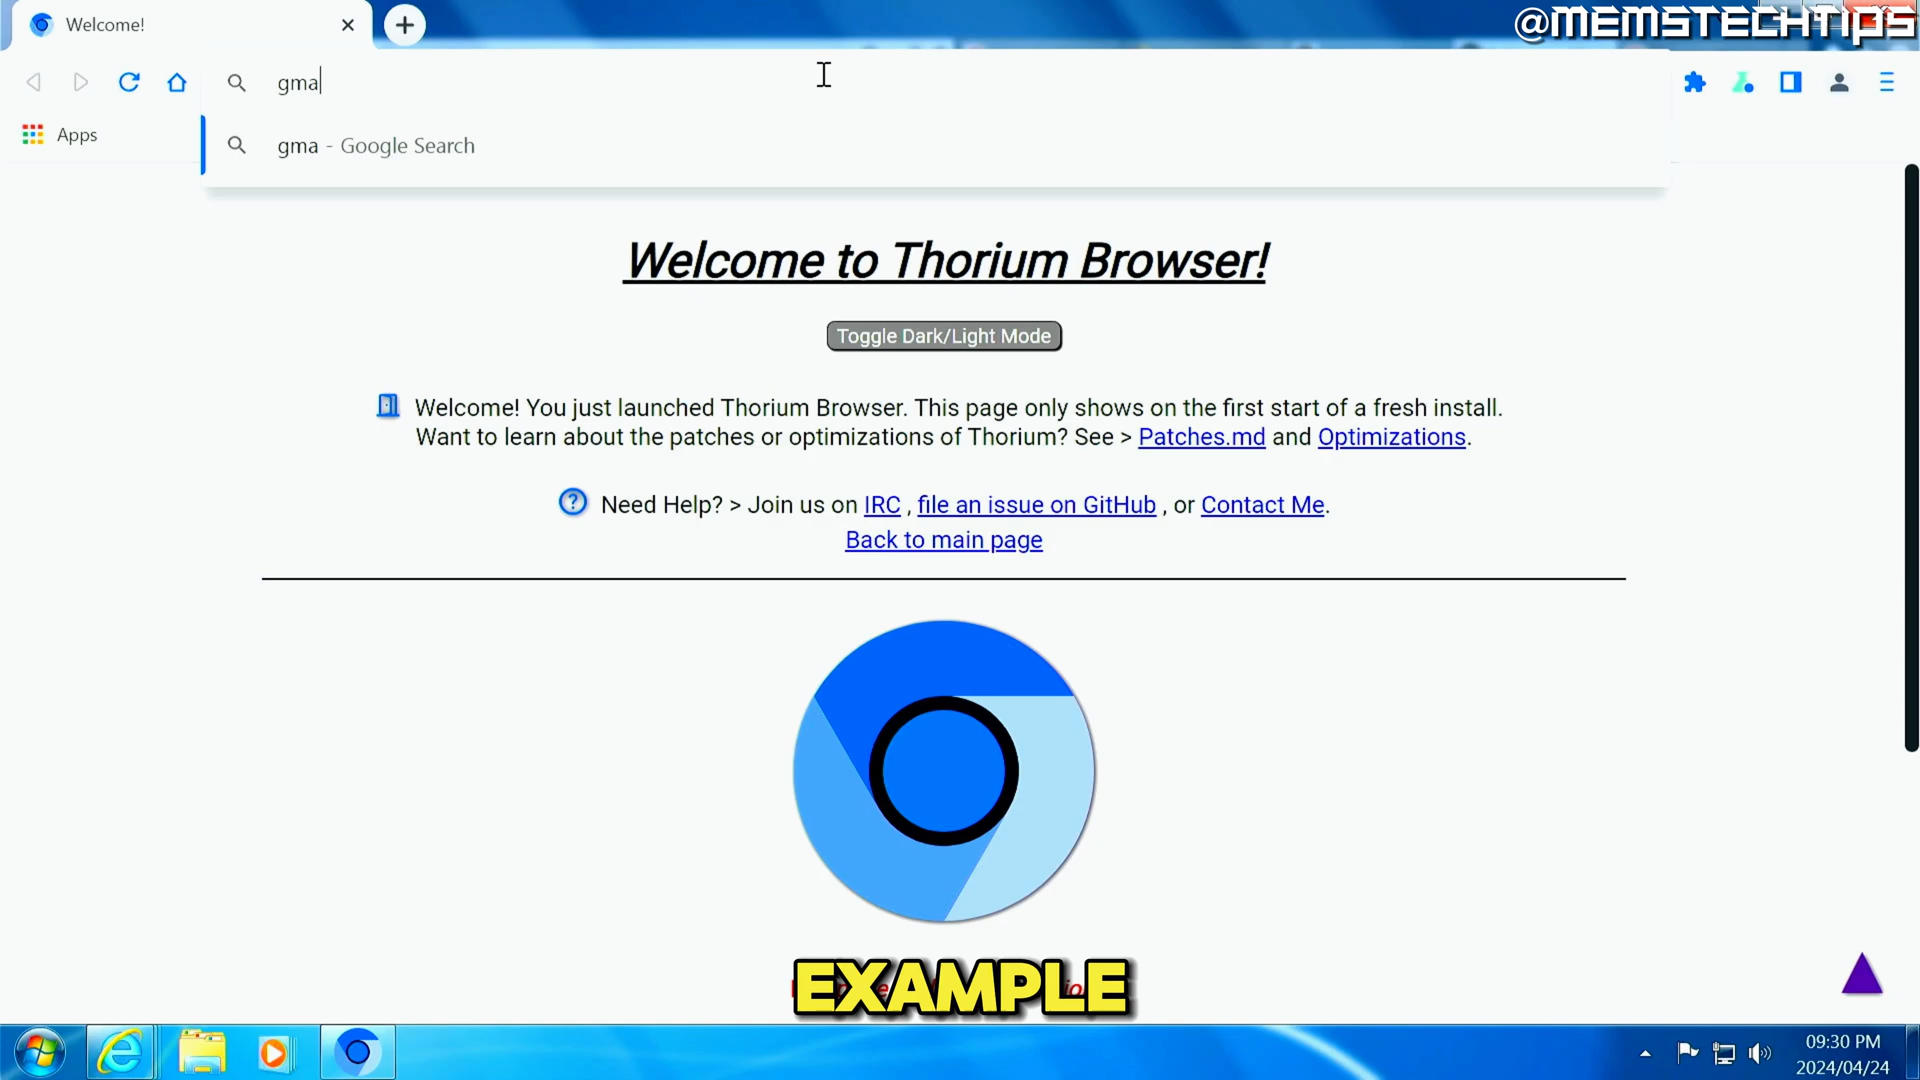 Welcome!
@MEMSTECHTIPS
gma
Apps
gma - Google Search
Welcome to Thorium Browser!
Toggle Dark/Light Mode
Welcome! You just launched Thorium Browser. This page only shows on the first start of a fresh install.
Want to learn about the patches or optimizations of Thorium? See > Patches.md and Optimizations.
Need Help? > Join us on IRC , file an issue on GitHub , or Contact Me.
Back to main page
EXAMPLE
09:30 PM
2024/04/24